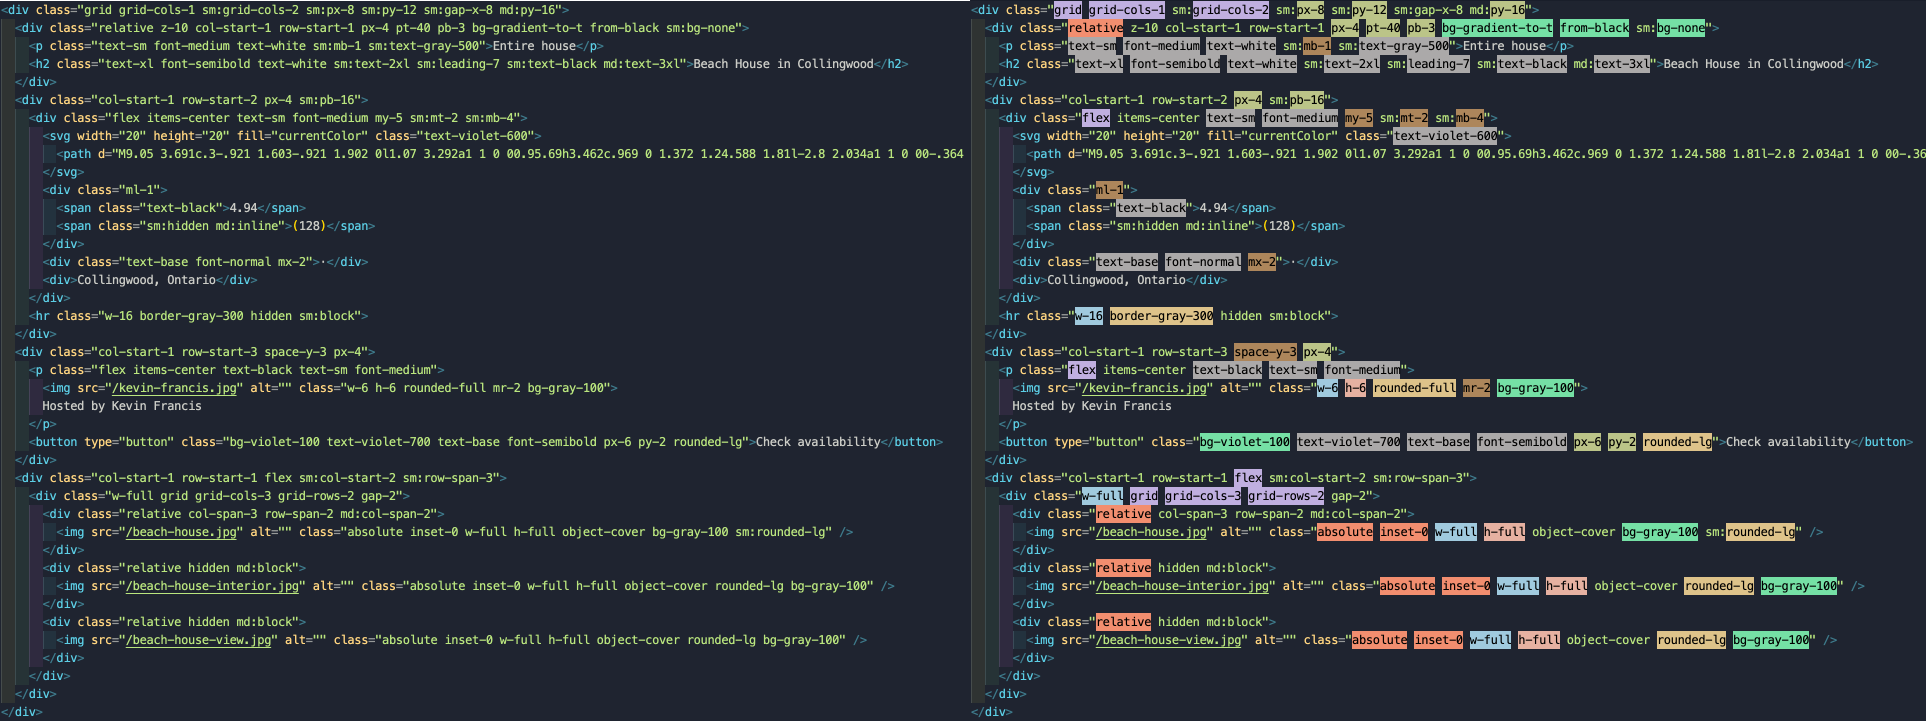 <div class="grid grid-cols-1 sm:grid-cols-2 sm:px-8 sm:py-12 sm:gap-x-8 md:py-16">
<div class="relative z-10 col-start-1 row-start-1 px-4 pt-40 pb-3 bg-gradient-to-t from-black sm:bg-none">
<p class="text-sm font-medium text-white sm:mb-1 sm:text-gray-500">Entire house</p>
<h2 class="text-xl font-semibold text-white sm:text-2xl sm:leading-7 sm:text-black md:text-3xl">Beach House in Collingwood</h2>
</div>
<div class="col-start-1 row-start-2 px-4 sm:pb-16">
<div class="flex items-center text-sm font-medium my-5 sm:mt-2 sm:mb-4">
<svg width="20" height="20" fill="currentColor" class="text-violet-600">
<path d="M9.05 3.691c.3-.921 1.603-.921 1.902 0l1.07 3.292a1 1 0 00.95.69h3.462c.969 0 1.372 1.24.588 1.81l-2.8 2.034a1 1 0 00-.364
</svg>
<div class="ml-1">
<span class="text-black">4.94</span>
<span class="sm:hidden md:inline">(128)</span>
</div>
<div class="text-base font-normal mx-2">·</div>
<div>Collingwood, Ontario</div>
</div>
<hr class="w-16 border-gray-300 hidden sm:block">
</div>
<div class="col-start-1 row-start-3 space-y-3 px-4">
<p class="flex items-center text-black text-sm font-medium">
<img src="/kevin-francis.jpg" alt="" class="w-6 h-6 rounded-full mr-2 bg-gray-100">
Hosted by Kevin Francis
</p>
<button type="button" class="bg-violet-100 text-violet-700 text-base font-semibold px-6 py-2 rounded-lg">Check availability</button>
</div>
<div class="col-start-1 row-start-1 flex sm:col-start-2 sm:row-span-3">
<div class="w-full grid grid-cols-3 grid-rows-2 gap-2">
<div class="relative col-span-3 row-span-2 md:col-span-2">
<img src="/beach-house.jpg" alt="" class="absolute inset-0 w-full h-full object-cover bg-gray-100 sm:rounded-lg" />
</div>
<div class="relative hidden md:block">
<img src="/beach-house-interior.jpg" alt="" class="absolute inset-0 w-full h-full object-cover rounded-lg bg-gray-100" />
</div>
<div class="relative hidden md:block">
<img src="/beach-house-view.jpg" alt="" class="absolute inset-0 w-full h-full object-cover rounded-lg bg-gray-100" />
</div>
</div>
</div>
</div>
<div class="grid grid-cols-1 sm:grid-cols-2 sm:px-8 sm:py-12 sm:gap-x-8 md:py-16">
<div class="relative z-10 col-start-1 row-start-1 px-4 pt-40 pb-3 bg-gradient-to-t from-black sm:bg-none">
<p class="text-sm font-medium text-white sm:mb-1 sm:text-gray-500">Entire house</p>
<h2 class="text-xl font-semibold text-white sm:text-2xl sm:leading-7 sm:text-black md:text-3xl">Beach House in Collingwood</h2>
</div>
<div class="col-start-1 row-start-2 px-4 sm:pb-16">
<div class="flex items-center text-sm font-medium my-5 sm:mt-2 sm:mb-4">
<svg width="20" height="20" fill="currentColor" class="text-violet-600">
<path d="M9.05 3.691c.3-.921 1.603-.921 1.902 0l1.07 3.292a1 1 0 00.95.69h3.462c.969 0 1.372 1.24.588 1.81l-2.8 2.034a1 1 0 00-.36
</svg>
<div class="ml-1">
<span class="text-black">4.94</span>
<span class="sm:hidden md:inline">(128)</span>
</div>
<div class="text-base font-normal mx-2">·</div>
<div>Collingwood, Ontario</div>
</div>
<hr class="w-16 border-gray-300 hidden sm:block">
</div>
<div class="col-start-1 row-start-3 space-y-3 px-4">
<p class="flex items-center text-black text-sm font-medium">
<img src="/kevin-francis.jpg" alt="" class="w-6 h-6 rounded-full mr-2 bg-gray-100">
Hosted by Kevin Francis
</p>
<button type="button" class="bg-violet-100 text-violet-700 text-base font-semibold px-6 py-2 rounded-lg">Check availability</button>
</div>
<div class="col-start-1 row-start-1 flex sm:col-start-2 sm:row-span-3">
<div class="w-full grid grid-cols-3 grid-rows-2 gap-2">
<div class="relative col-span-3 row-span-2 md:col-span-2">
<img src="/beach-house.jpg" alt="" class="absolute inset-0 w-full h-full object-cover bg-gray-100 sm:rounded-lg" />
</div>
<div class="relative hidden md:block">
<img src="/beach-house-interior.jpg" alt="" class="absolute inset-0 w-full h-full object-cover rounded-lg bg-gray-100" />
</div>
<div class="relative hidden md:block">
<img src="/beach-house-view.jpg" alt="" class="absolute inset-0 w-full h-full object-cover rounded-lg bg-gray-100" />
</div>
</div>
</div>
</div>